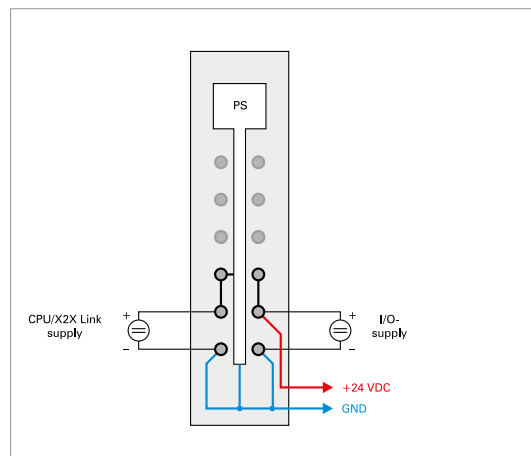 PS
CPU/X2X Link
supply
+
–
+
–
I/O-
supply
+24 VDC
GND